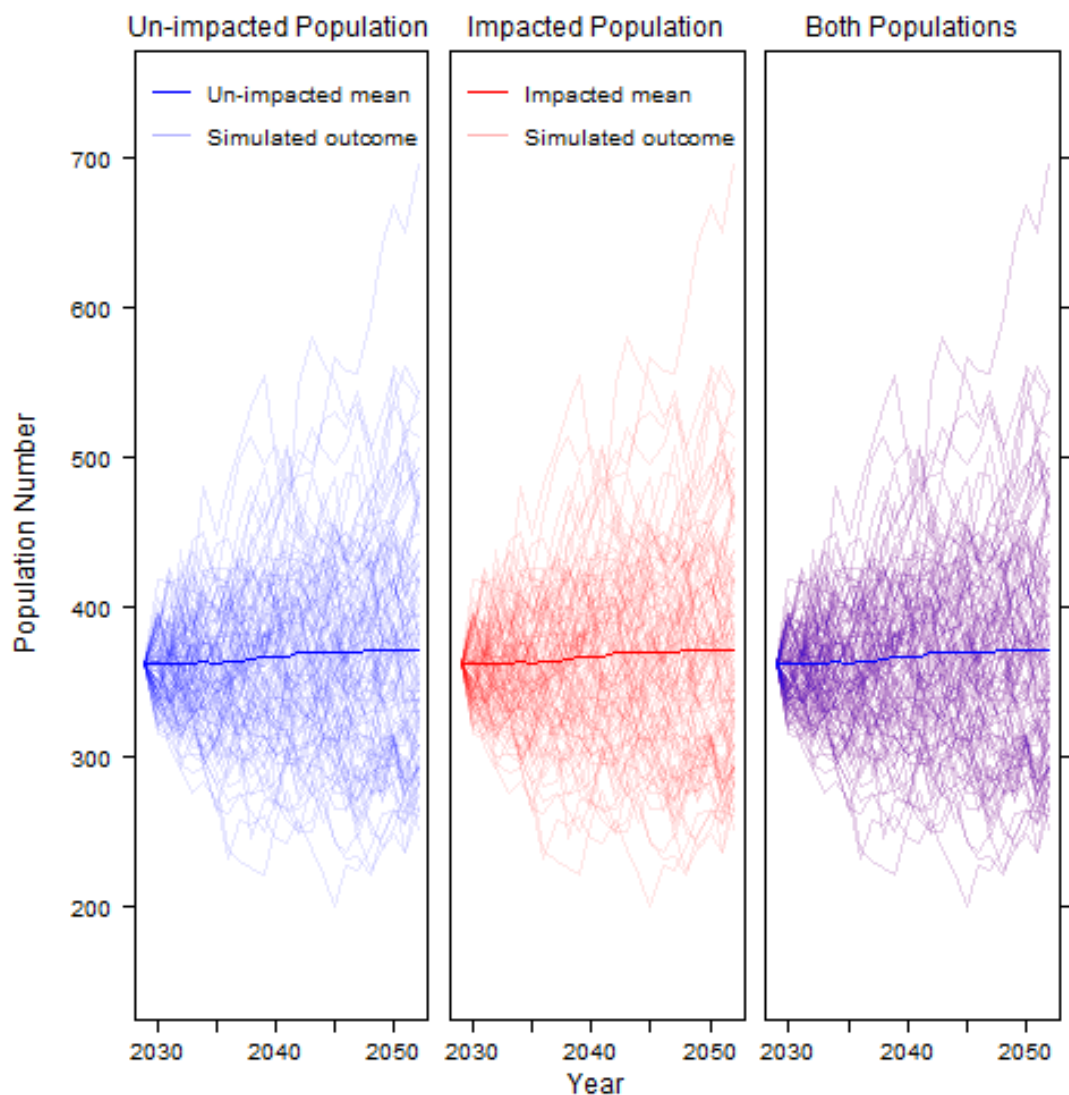 Un-impacted Population
Impacted Population
Both Populations
Un-impacted mean
Simulated outcome
Impacted mean
Simulated outcome
700
600
500
400
300
200
Population Number
2030 2040 2050
2030 2040 2050
2030 2040 2050
Year